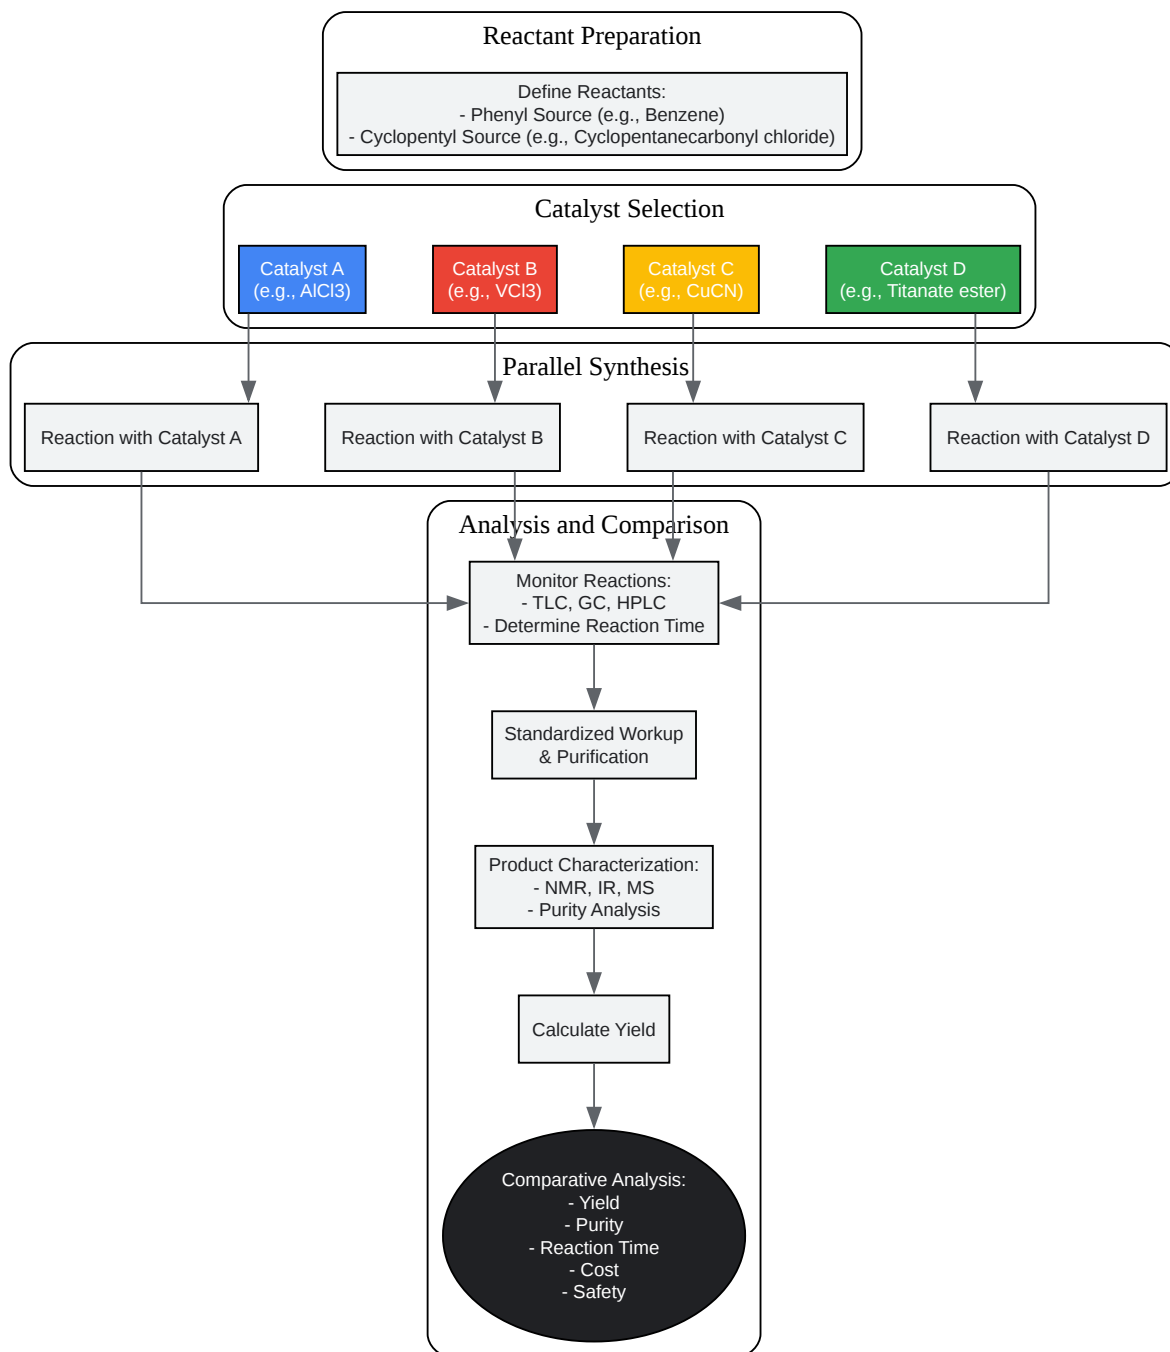 Reactant Preparation
Define Reactants:
- Phenyl Source (e.g., Benzene)
- Cyclopentyl Source (e.g., Cyclopentanecarbonyl chloride)
Catalyst Selection
Catalyst A
(e.g., AlCl3)
Catalyst B
(e.g., VCl3)
Catalyst C
(e.g., CuCN)
Catalyst D
(e.g., Titanate ester)
Parallel Synthesis
Reaction with Catalyst A
Reaction with Catalyst B
Reaction with Catalyst C
Reaction with Catalyst D
Analysis and Comparison
Monitor Reactions:
- TLC, GC, HPLC
- Determine Reaction Time
Standardized Workup
& Purification
Product Characterization:
- NMR, IR, MS
- Purity Analysis
Calculate Yield
Comparative Analysis:
- Yield
- Purity
- Reaction Time
- Cost
- Safety